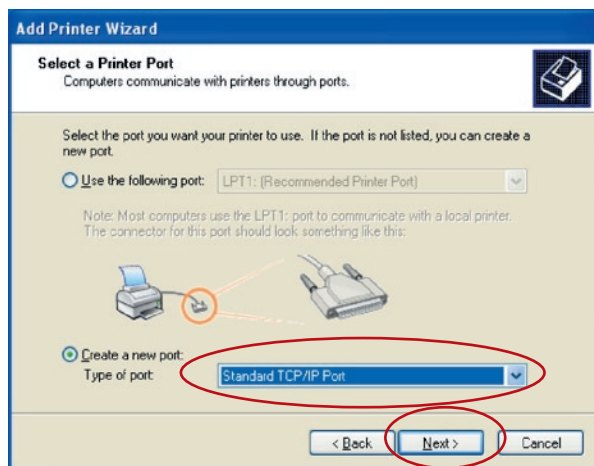 Add Printer Wizard
Select a Printer Port
Computers communicate with printers through ports.
Select the port you want your printer to use. If the port is not listed, you can create a
new port.
Use the following port: LPT1: (Recommended Printer Port)
Note: Most computers use the LPT1: port to communicate with a local printer.
The connector for this port should look something like this:
Create a new port:
Type of port: Standard TCP/IP Port
< Back Next > Cancel